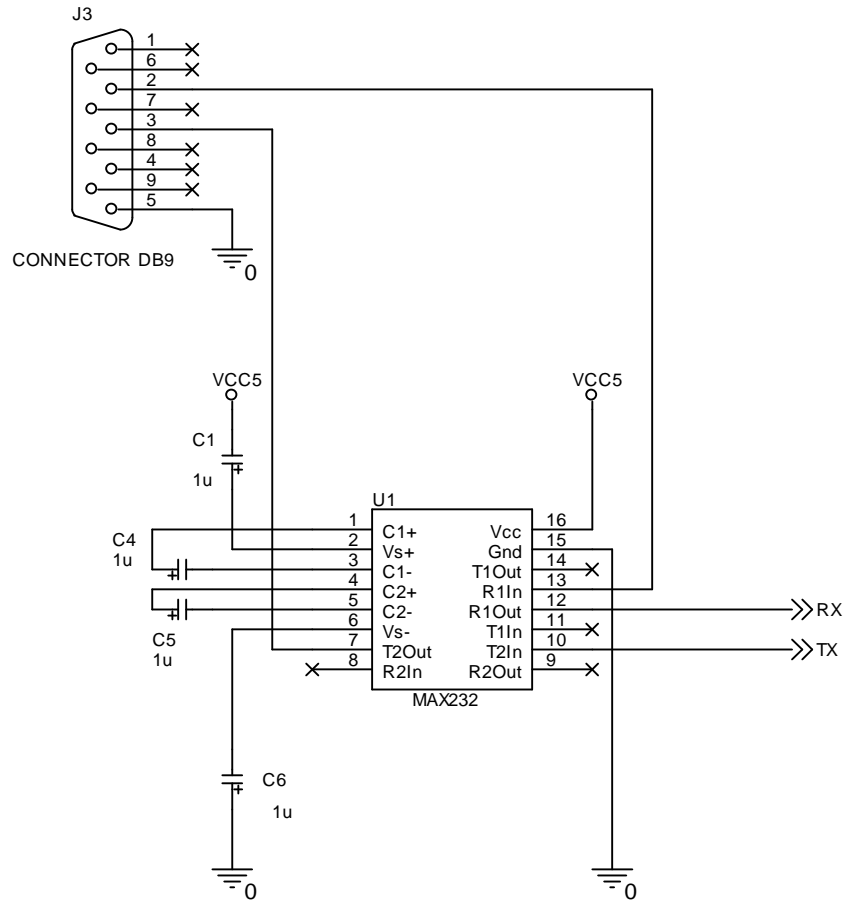 J3
1
6
2
7
3
8
4
9
5
CONNECTOR DB9
0
VCC5
VCC5
C1
1u
+
U1
1 C1+ Vcc 16
2 Vs+ Gnd 15
3 C1- T1Out 14
4 C2+ R1In 13
5 C2- R1Out 12
6 Vs- T1In 11
7 T2Out T2In 10
8 R2In R2Out 9
MAX232
C4
1u
+
C5
1u
+
RX
TX
C6
1u
+
0
0